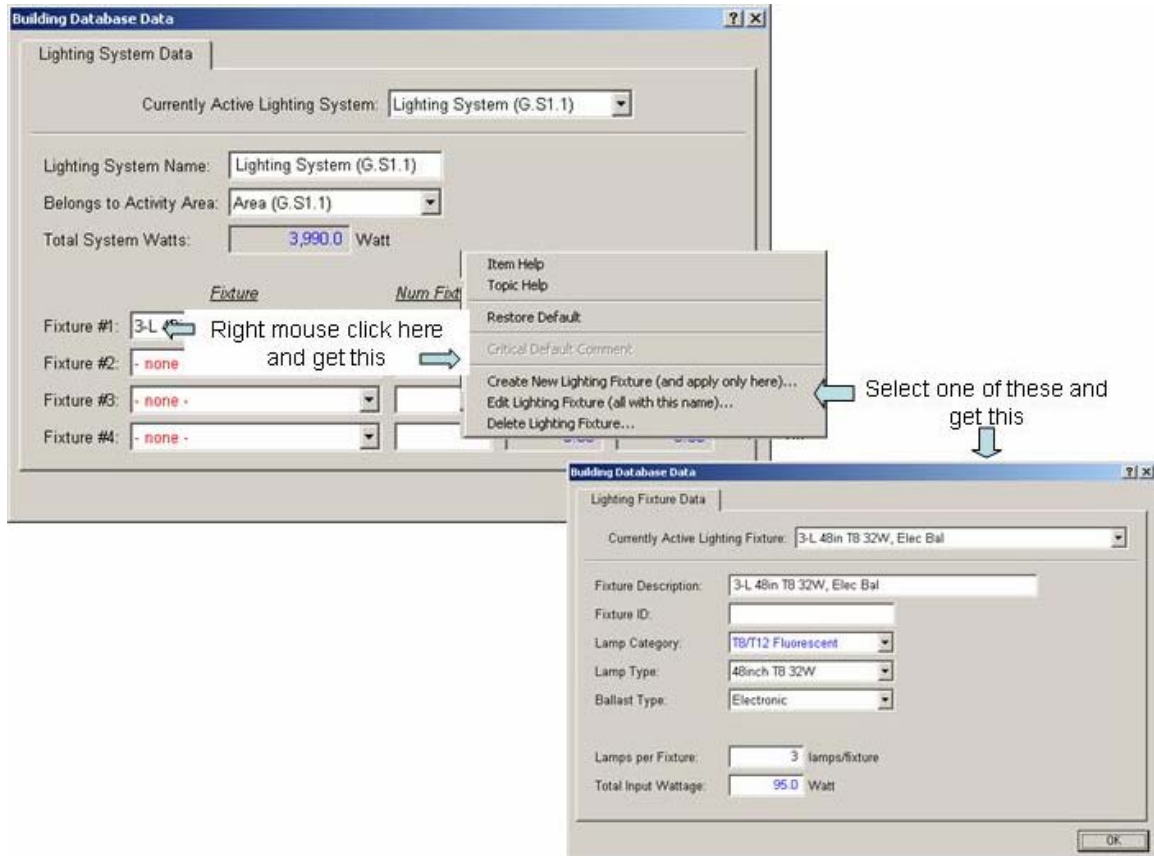 Building Database Data
Lighting System Data
Currently Active Lighting System: Lighting System (G.S1.1)
Lighting System Name: Lighting System (G.S1.1)
Belongs to Activity Area: Area (G.S1.1)
Total System Watts: 3,990.0 Watt
Fixture Num
Fixture #1: 3-L
Fixture #2: - none
Fixture #3: - none -
Fixture #4: - none -
Right mouse click here
and get this
Item Help
Topic Help
Restore Default
Critical Default Comment
Create New Lighting Fixture (and apply only here)...
Edit Lighting Fixture (all with this name)...
Delete Lighting Fixture...
Select one of these and
get this
Building Database Data
Lighting Fixture Data
Currently Active Lighting Fixture: 3-L 48in T8 32W, Elec Bal
Fixture Description: 3-L 48in T8 32W, Elec Bal
Fixture ID:
Lamp Category: T8/T12 Fluorescent
Lamp Type: 48inch T8 32W
Ballast Type: Electronic
Lamps per Fixture: 3 lamps/fixture
Total Input Wattage: 95.0 Watt
OK